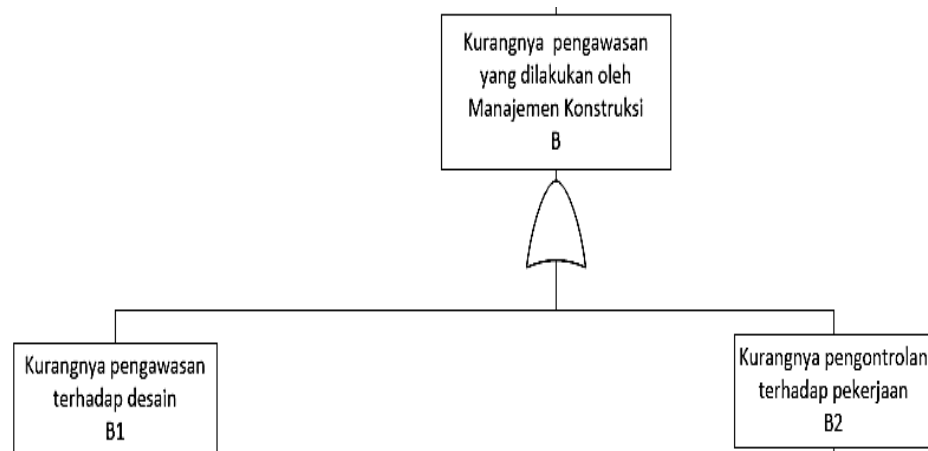 Kurangnya pengawasan
yang dilakukan oleh
Manajemen Konstruksi
B
Kurangnya pengawasan
terhadap desain
B1
Kurangnya pengontrolan
terhadap pekerjaan
B2